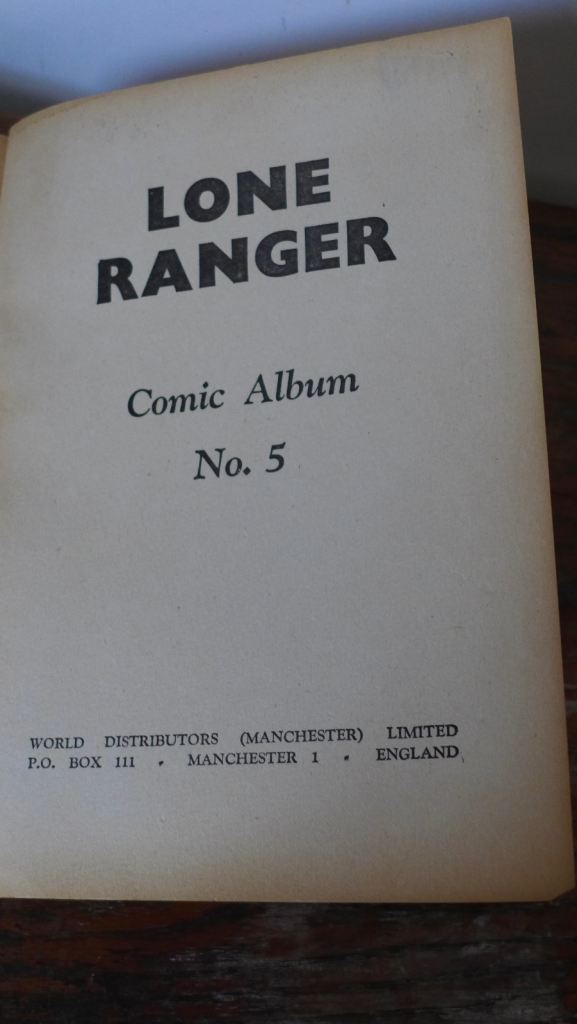 LONE
RANGER
Comic Album
No. 5
WORLD DISTRIBUTORS (MANCHESTER) LIMITED
P.O. BOX 111 . MANCHESTER 1 . ENGLAND